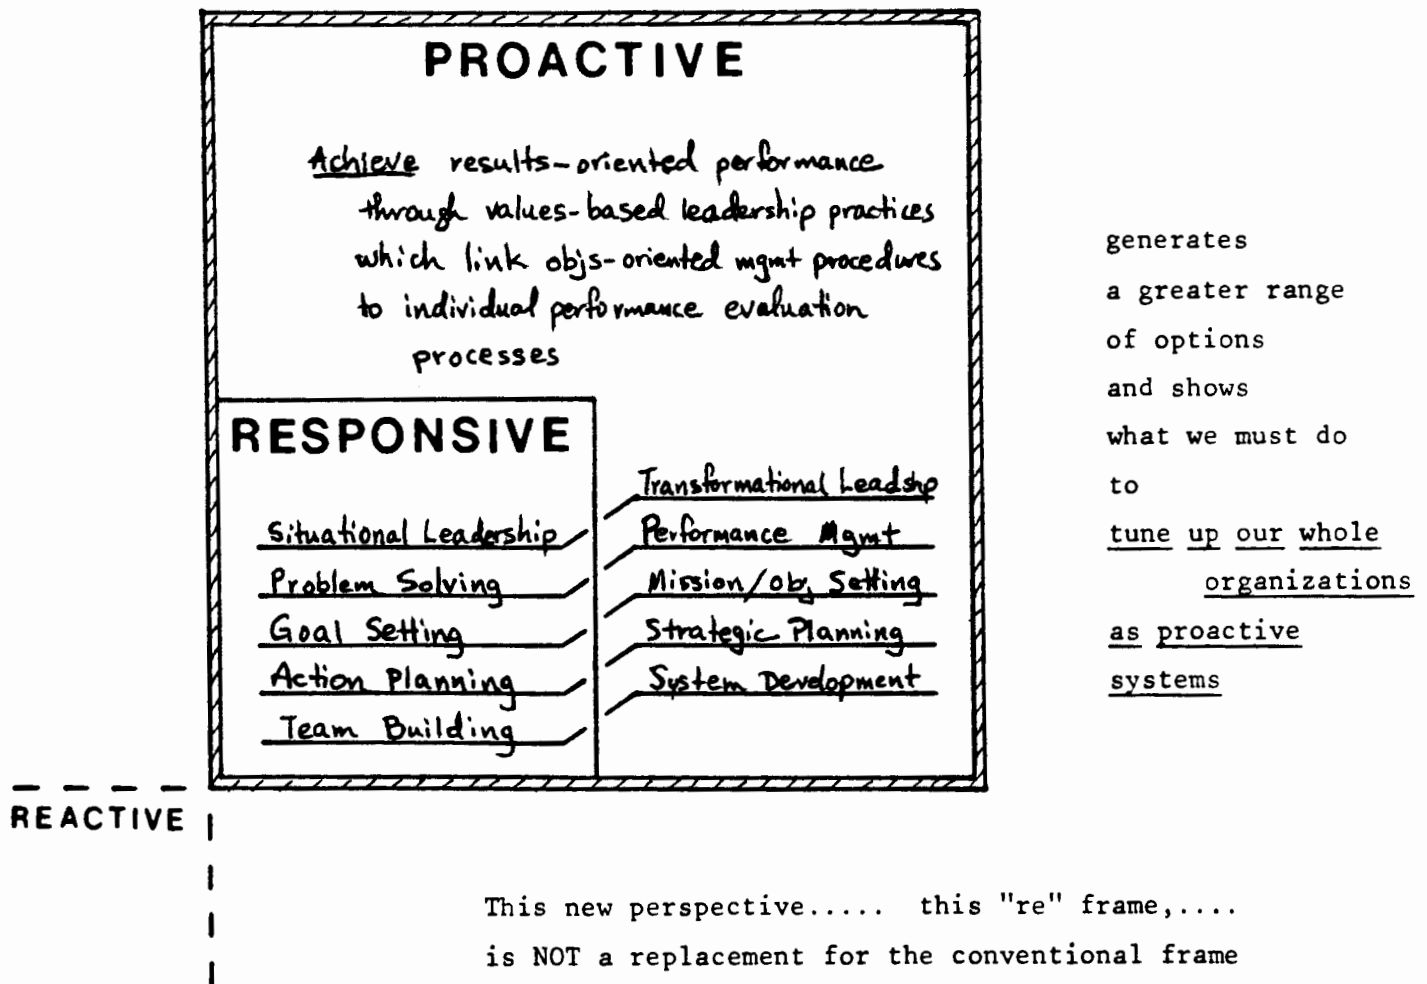 PROACTIVE
Achieve results-oriented performance
through values-based leadership practices
which link objs-oriented mgmt procedures
to individual performance evaluation
processes
RESPONSIVE
Situational Leadership
Problem Solving
Goal Setting
Action Planning
Team Building
Transformational Leadshp
Performance Mgmt
Mission/obj Setting
Strategic Planning
System Development
generates
a greater range
of options
and shows
what we must do
to
tune up our whole
organizations
as proactive
systems
REACTIVE
This new perspective..... this "re" frame,....
is NOT a replacement for the conventional frame